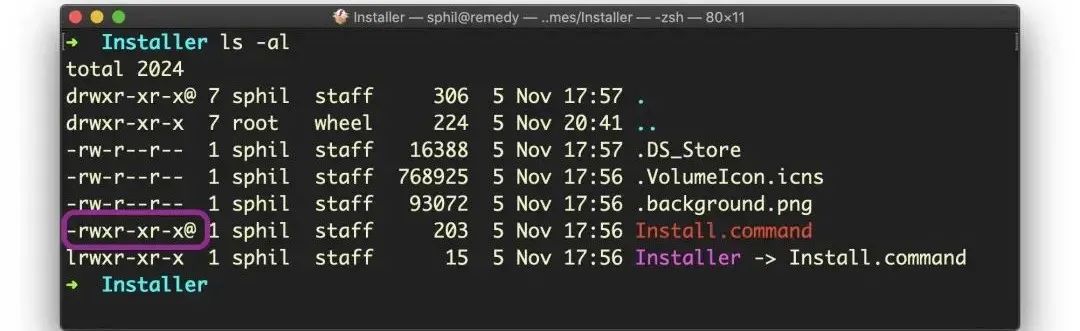 Installer — sphil@remedy — ..mes/Installer — -zsh — 80×11
➜  Installer ls -al
total 2024
drwxr-xr-x@ 7 sphil  staff     306  5 Nov 17:57 .
drwxr-xr-x  7 root   wheel     224  5 Nov 20:41 ..
-rw-r--r--  1 sphil  staff   16388  5 Nov 17:57 .DS_Store
-rw-r--r--  1 sphil  staff  768925  5 Nov 17:56 .VolumeIcon.icns
-rw-r--r--  1 sphil  staff   93072  5 Nov 17:56 .background.png
-rwxr-xr-x@ 1 sphil  staff     203  5 Nov 17:56 Install.command
lrwxr-xr-x  1 sphil  staff      15  5 Nov 17:56 Installer -> Install.command
➜  Installer